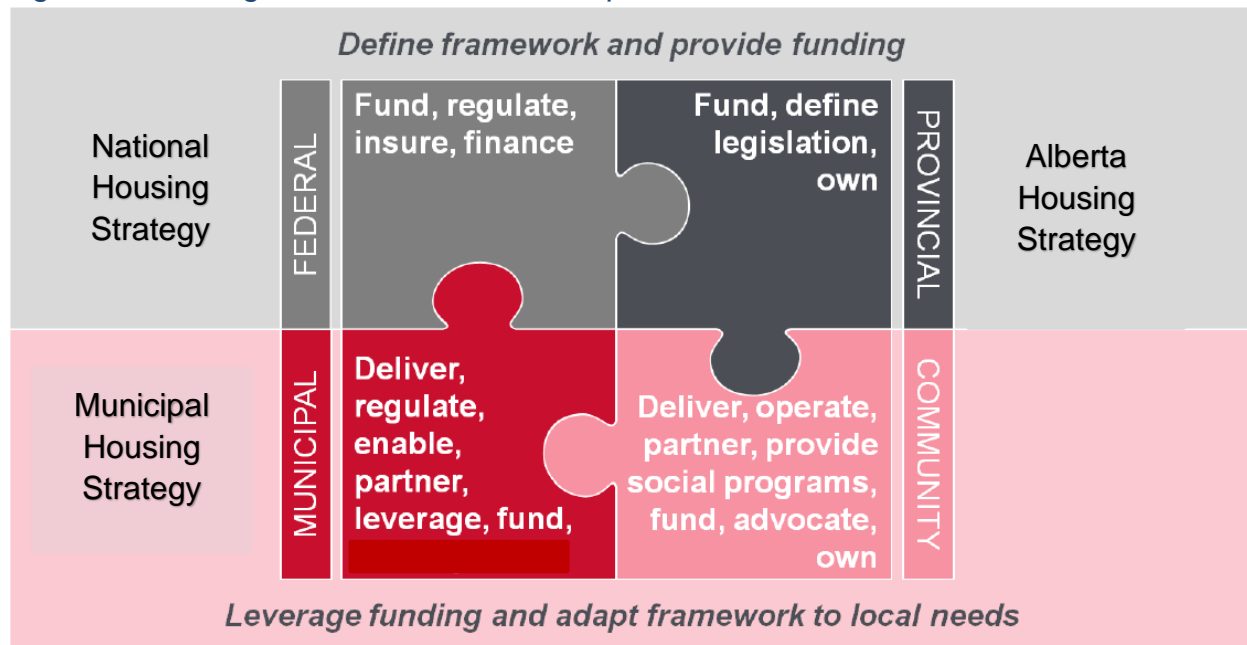 Define framework and provide funding
National
Housing
Strategy
FEDERAL
Fund, regulate,
insure, finance
Fund, define
legislation,
own
PROVINCIAL
Alberta
Housing
Strategy
Municipal
Housing
Strategy
MUNICIPAL
Deliver,
regulate,
enable,
partner,
leverage, fund,
Deliver, operate,
partner, provide
social programs,
fund, advocate,
own
COMMUNITY
Leverage funding and adapt framework to local needs